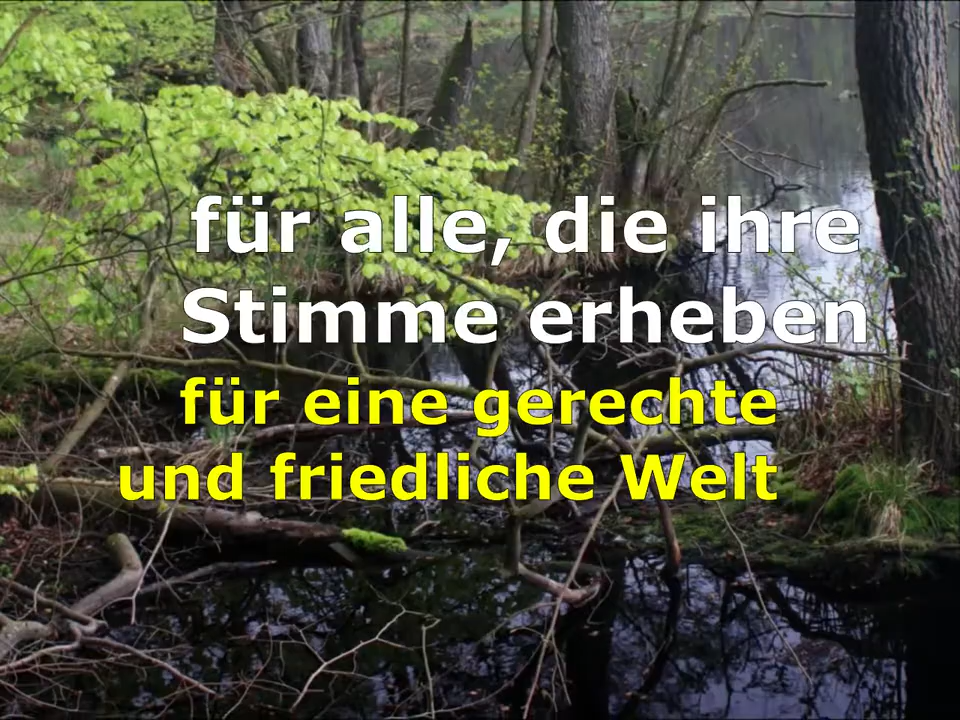 für alle, die ihre
Stimme erheben
für eine gerechte
und friedliche Welt